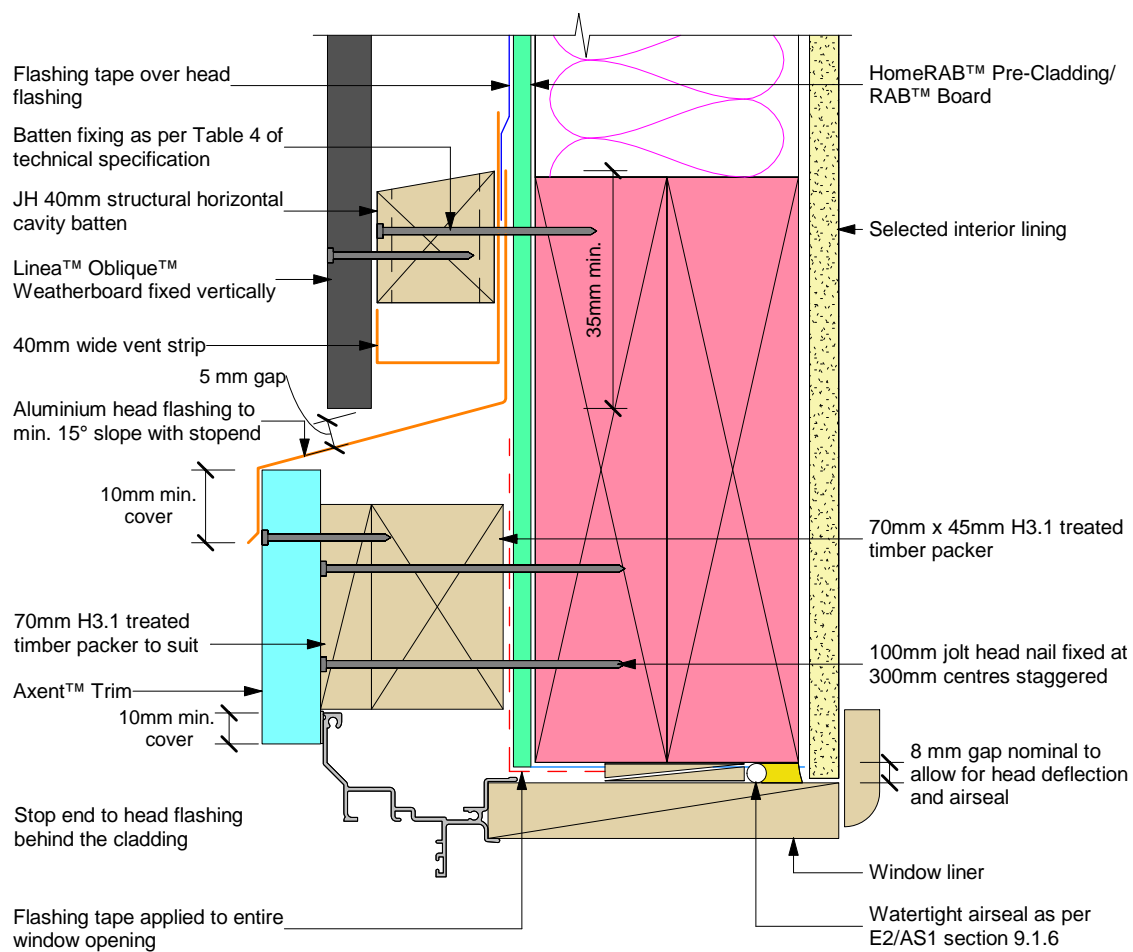 Flashing tape over head
flashing
Batten fixing as per Table 4 of
technical specification
JH 40mm structural horizontal
cavity batten
Linea™ Oblique™
Weatherboard fixed vertically
40mm wide vent strip
5 mm gap
Aluminium head flashing to
min. 15° slope with stopend
10mm min.
cover
70mm H3.1 treated
timber packer to suit
Axent™ Trim
10mm min.
cover
Stop end to head flashing
behind the cladding
Flashing tape applied to entire
window opening
35mm min.
HomeRAB™ Pre-Cladding/
RAB™ Board
Selected interior lining
70mm x 45mm H3.1 treated
timber packer
100mm jolt head nail fixed at
300mm centres staggered
8 mm gap nominal to
allow for head deflection
and airseal
Window liner
Watertight airseal as per
E2/AS1 section 9.1.6